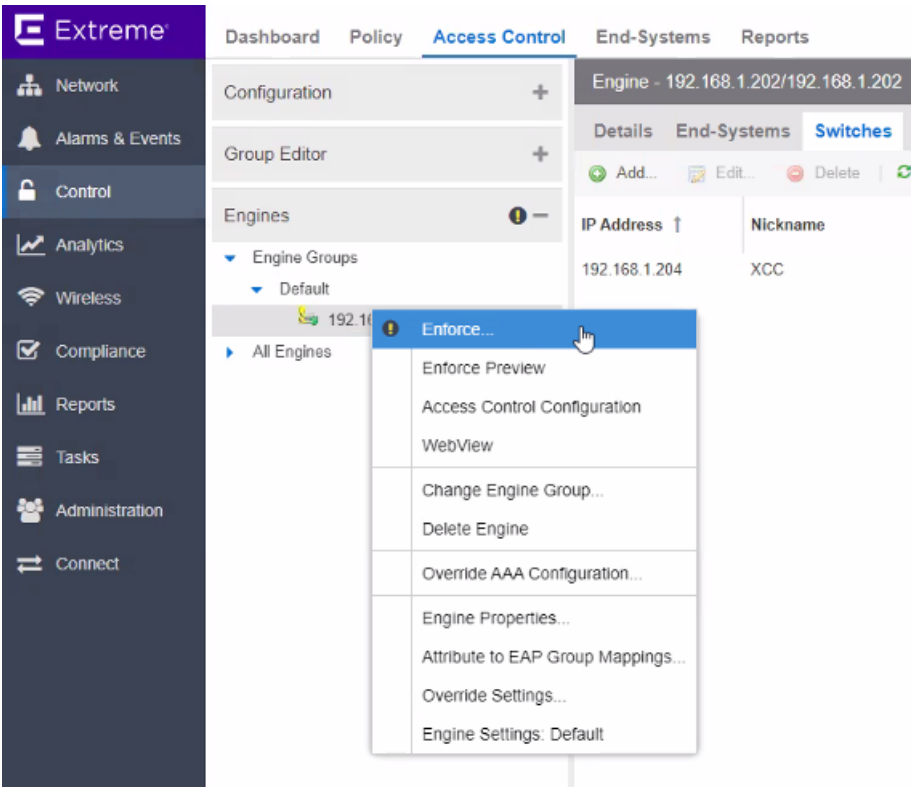 Extreme
Dashboard Policy Access Control End-Systems Reports
Network
Alarms & Events
Control
Analytics
Wireless
Compliance
Reports
Tasks
Administration
Connect
Configuration
Group Editor
Engines
Engine Groups
Default
192.16
All Engines
Enforce...
Enforce Preview
Access Control Configuration
WebView
Change Engine Group...
Delete Engine
Override AAA Configuration...
Engine Properties...
Attribute to EAP Group Mappings...
Override Settings...
Engine Settings: Default
Engine - 192.168.1.202/192.168.1.202
Details End-Systems Switches
Add... Edit... Delete
IP Address Nickname
192.168.1.204 XCC